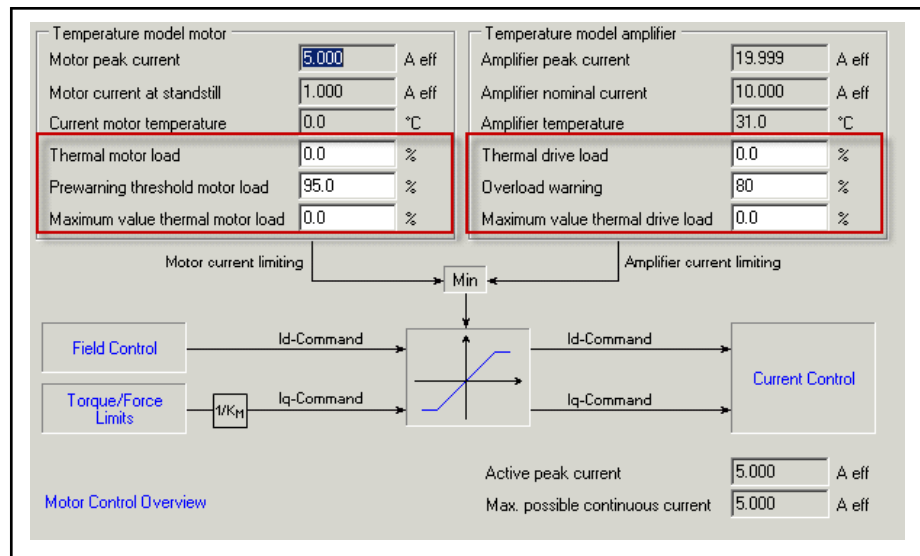 Temperature model motor
Motor peak current 5.000 A eff
Motor current at standstill 1.000 A eff
Current motor temperature 0.0 °C
Thermal motor load 0.0 %
Prewarning threshold motor load 95.0 %
Maximum value thermal motor load 0.0 %
Temperature model amplifier
Amplifier peak current 19.999 A eff
Amplifier nominal current 10.000 A eff
Amplifier temperature 31.0 °C
Thermal drive load 0.0 %
Overload warning 80 %
Maximum value thermal drive load 0.0 %
Motor current limiting
Amplifier current limiting
Min
Field Control
Id-Command
Id-Command
Current Control
Torque/Force
Limits
1/KM
Iq-Command
Iq-Command
Active peak current 5.000 A eff
Motor Control Overview
Max. possible continuous current 5.000 A eff